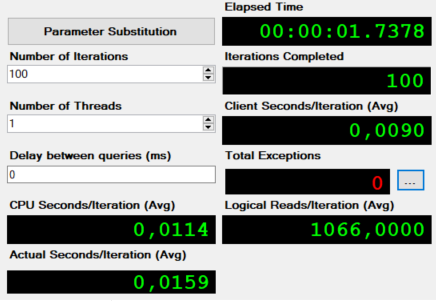 Elapsed Time
Parameter Substitution
00:00:01.7378
Number of Iterations
Iterations Completed
100
100
Number of Threads
Client Seconds/Iteration (Avg)
1
0,0090
Delay between queries (ms)
Total Exceptions
0
0
...
CPU Seconds/Iteration (Avg)
Logical Reads/Iteration (Avg)
0,0114
1066,0000
Actual Seconds/Iteration (Avg)
0,0159